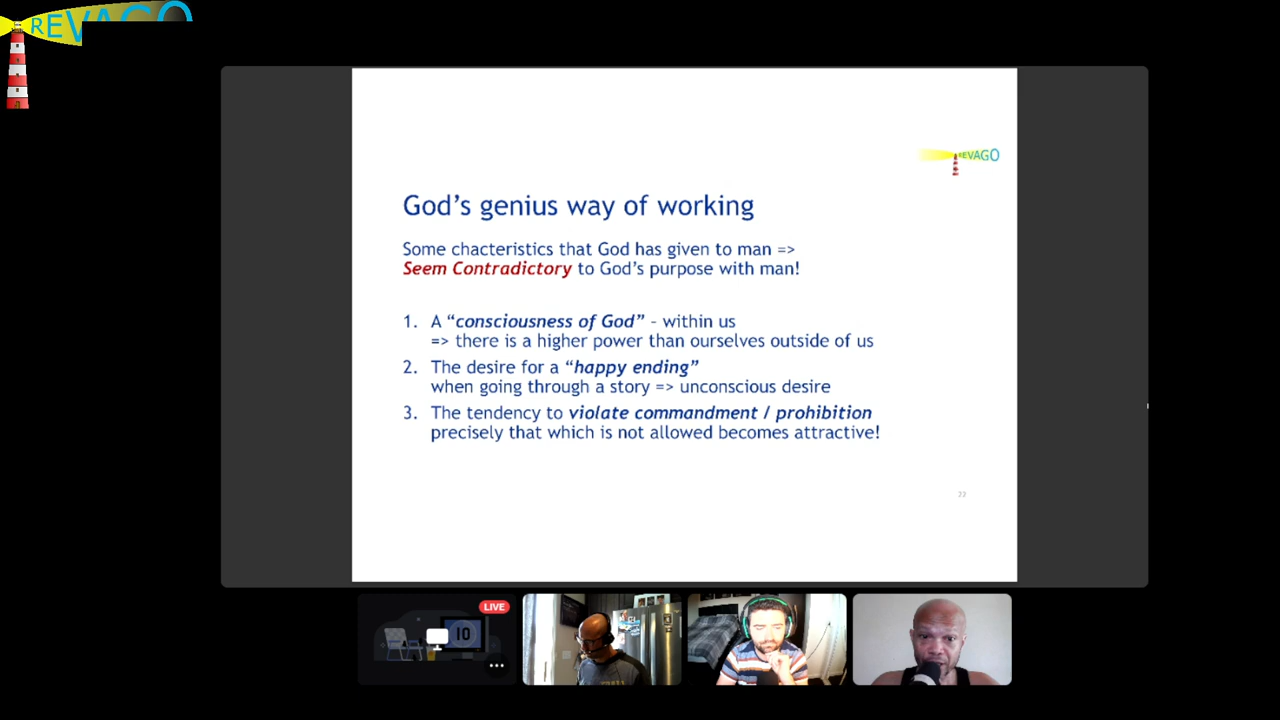 REVAGO
REVAGO
God's genius way of working
Some chacteristics that God has given to man =>
Seem Contradictory to God's purpose with man!
1. A “consciousness of God” – within us
=> there is a higher power than ourselves outside of us
2. The desire for a “happy ending”
when going through a story => unconscious desire
3. The tendency to violate commandment / prohibition
precisely that which is not allowed becomes attractive!
22
LIVE
10